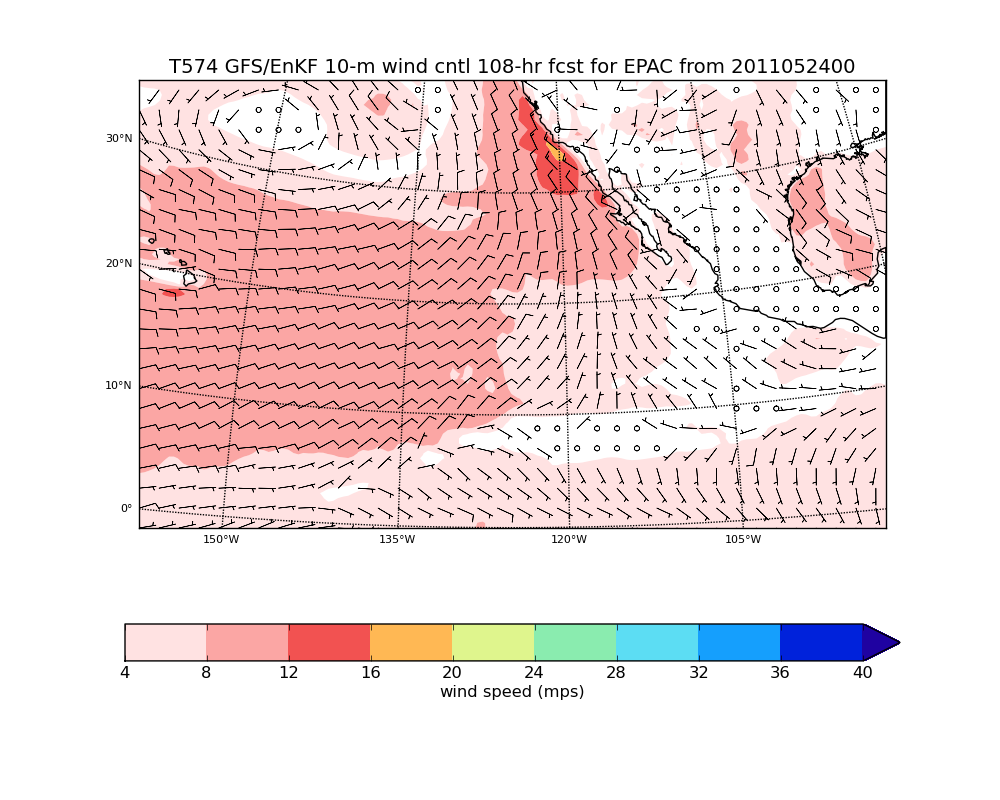 T574 GFS/EnKF 10-m wind cntl 108-hr fcst for EPAC from 2011052400
30°N
20°N
10°N
0°
150°W 135°W 120°W 105°W
4 8 12 16 20 24 28 32 36 40
wind speed (mps)